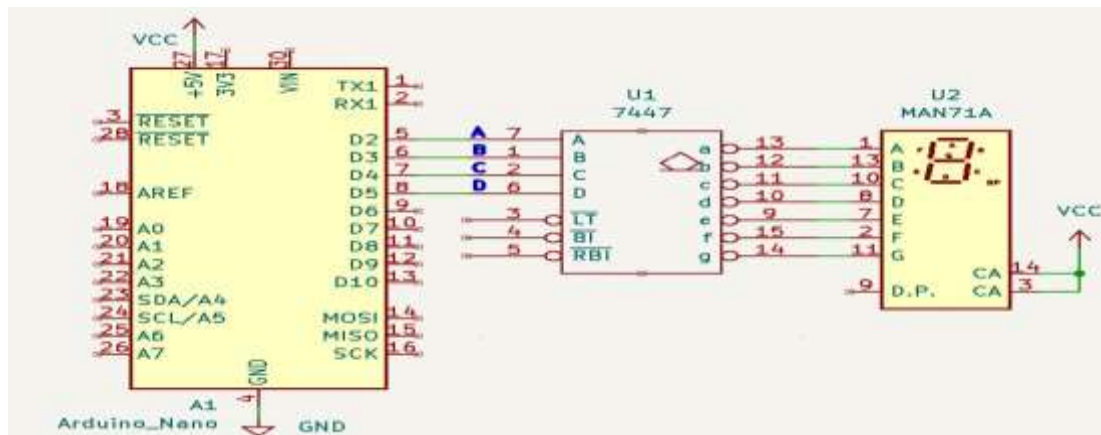 VCC
27
17
30
+5V
3V3
VIN
TX1 1
RX1 2
3 RESET
28 RESET
D2 5
D3 6
D4 7
D5 8
D6 9
D7 10
D8 11
D9 12
D10 13
18 AREF
19 A0
20 A1
21 A2
22 A3
23 SDA/A4
24 SCL/A5
25 A6
26 A7
MOSI 14
MISO 15
SCK 16
GND
4
A1
Arduino_Nano
GND
A 7 A
B 1 B
C 2 C
D 6 D
3 LT
4 BI
5 RBI
U1
7447
a 13
b 12
c 11
d 10
e 9
f 15
g 14
U2
MAN71A
1 A
13 B
10 C
8 D
7 E
2 F
11 G
9 D.P.
CA 14
CA 3
VCC